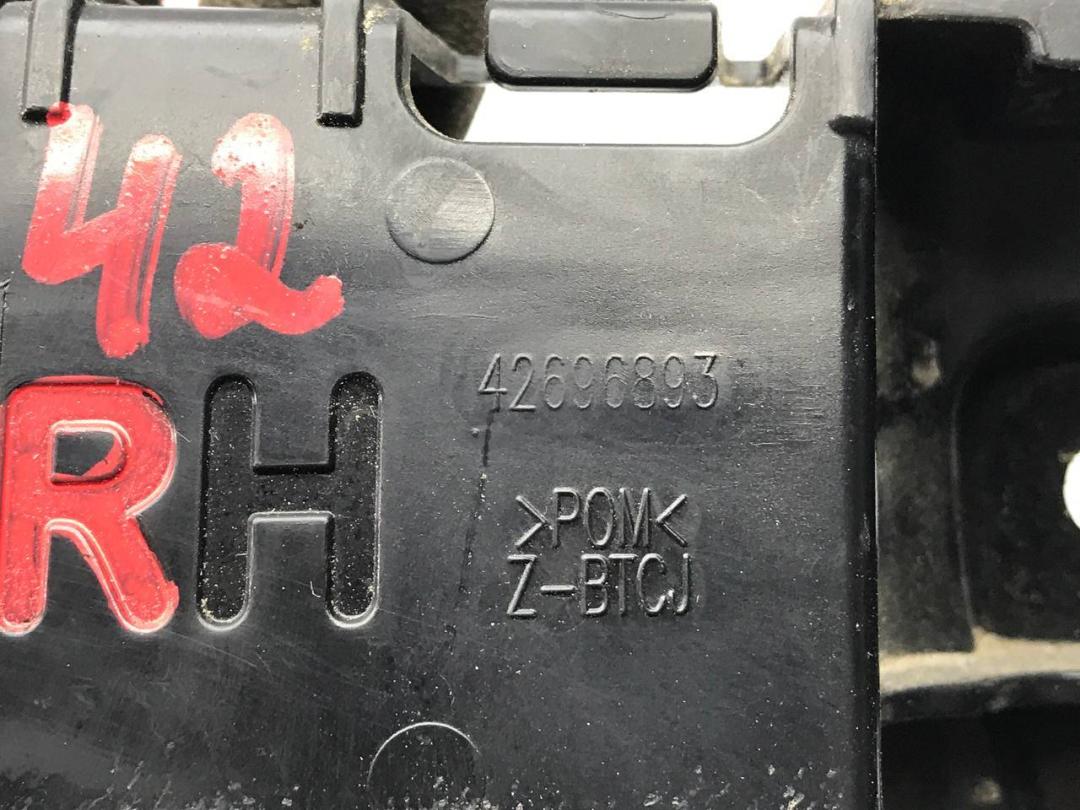 42
RH
42696893
>POM<
Z-BTCJ